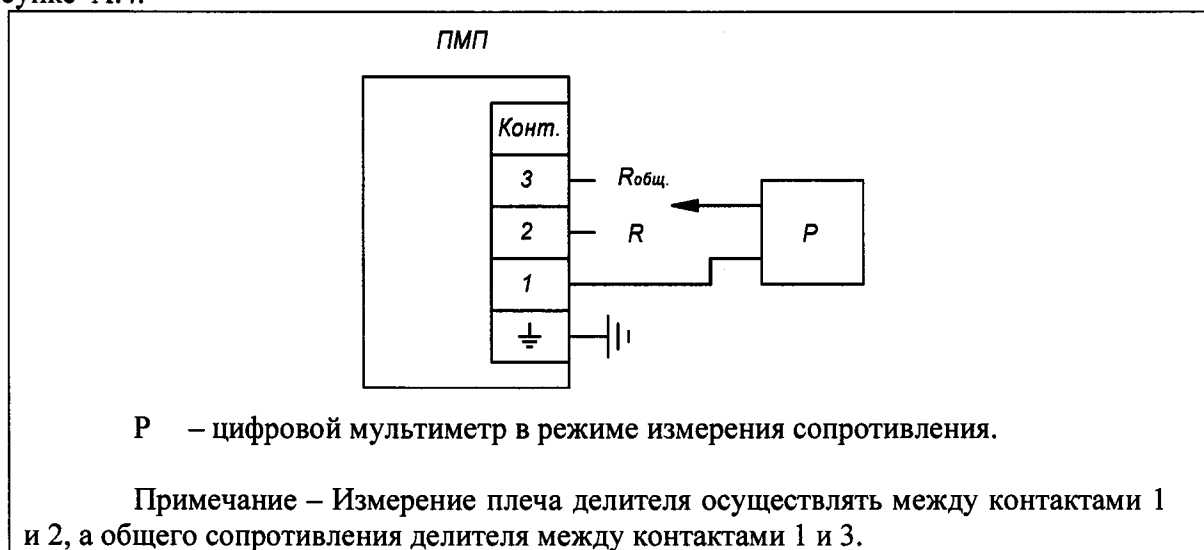 ПМП
Конт.
3 Rобщ.
2 R P
1
Р – цифровой мультиметр в режиме измерения сопротивления.
Примечание – Измерение плеча делителя осуществлять между контактами 1
и 2, а общего сопротивления делителя между контактами 1 и 3.